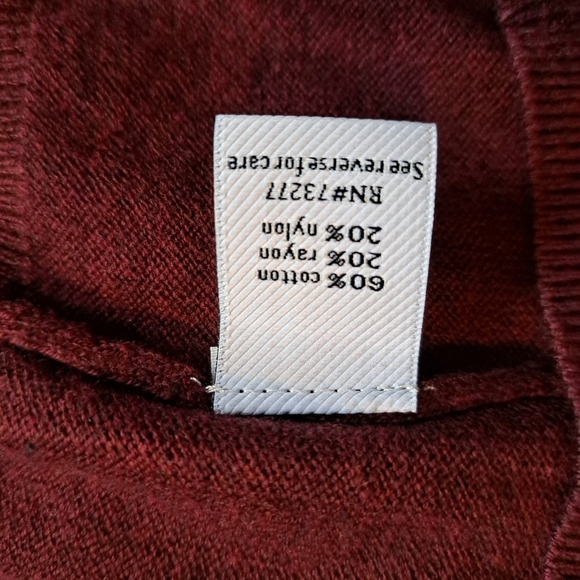 60% cotton
20% rayon
20% nylon
RN#73277
See reverse for care